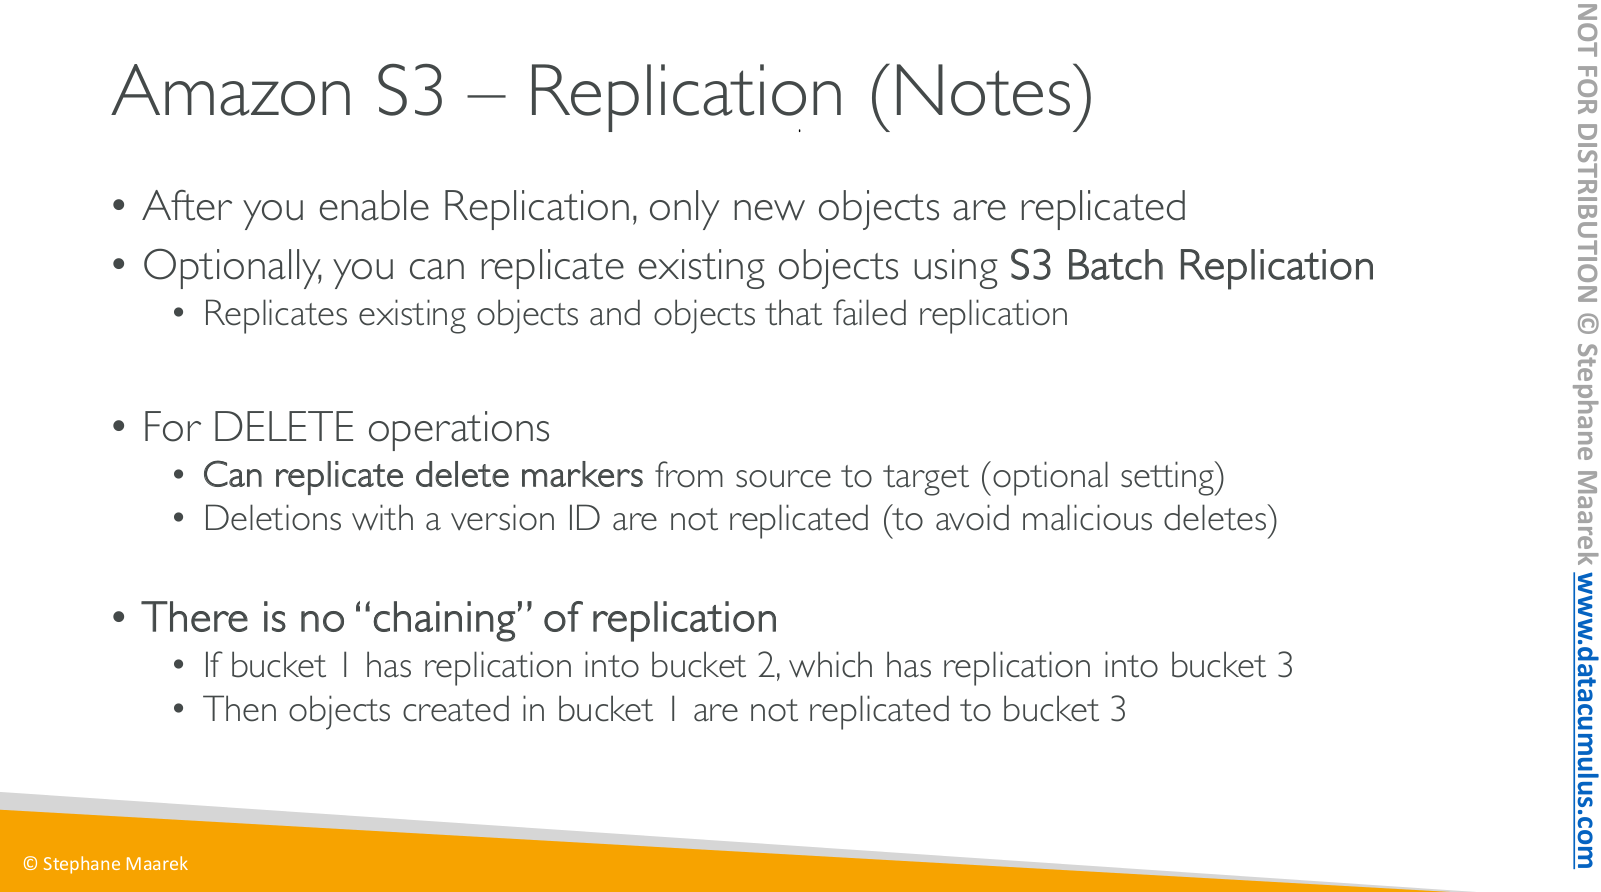 Amazon S3 – Replication (Notes)
• After you enable Replication, only new objects are replicated
• Optionally, you can replicate existing objects using S3 Batch Replication
• Replicates existing objects and objects that failed replication
• For DELETE operations
• Can replicate delete markers from source to target (optional setting)
• Deletions with a version ID are not replicated (to avoid malicious deletes)
• There is no “chaining” of replication
• If bucket 1 has replication into bucket 2, which has replication into bucket 3
• Then objects created in bucket 1 are not replicated to bucket 3
© Stephane Maarek
NOT FOR DISTRIBUTION © Stephane Maarek www.datacumulus.com